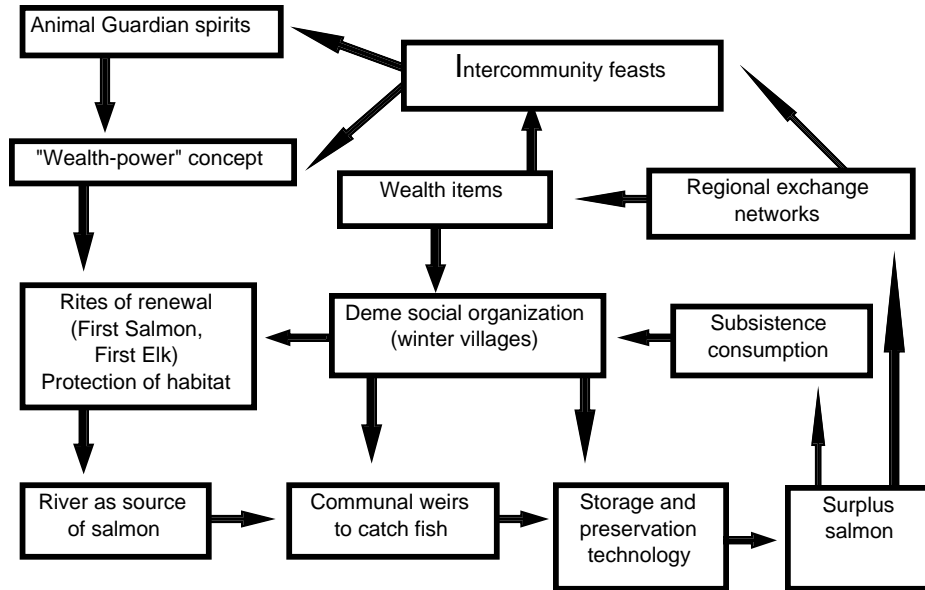 Animal Guardian spirits
Intercommunity feasts
"Wealth-power" concept
Wealth items
Regional exchange
networks
Rites of renewal
(First Salmon,
First Elk)
Protection of habitat
Deme social organization
(winter villages)
Subsistence
consumption
River as source
of salmon
Communal weirs
to catch fish
Storage and
preservation
technology
Surplus
salmon